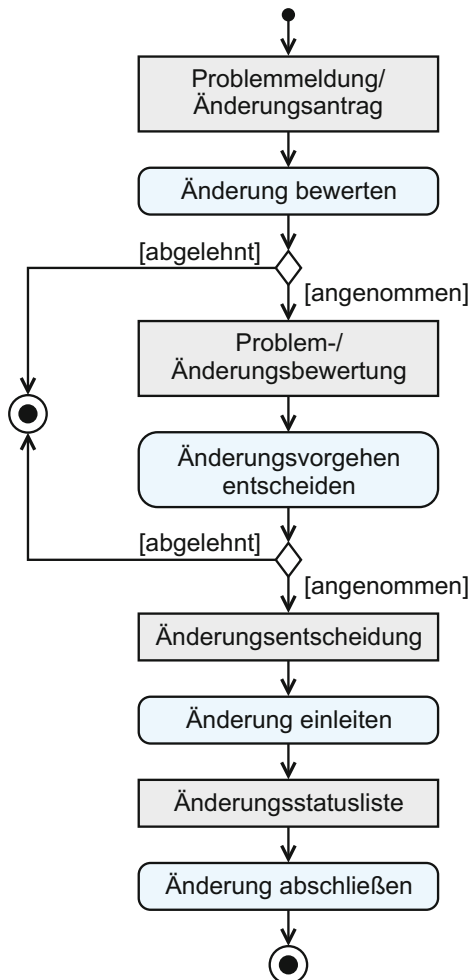 Problemmeldung/
Änderungsantrag
Änderung bewerten
[abgelehnt]
[angenommen]
Problem-/
Änderungsbewertung
Änderungsvorgehen
entscheiden
[abgelehnt]
[angenommen]
Änderungsentscheidung
Änderung einleiten
Änderungsstatusliste
Änderung abschließen